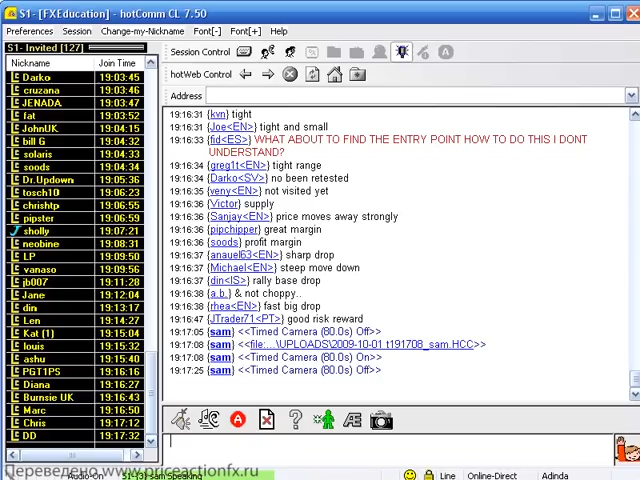 S1- [FXEducation] - hotComm CL 7.50
Preferences Session Change-my-Nickname Font[-] Font[+] Help
S1- Invited [127]
Session Control
Nickname Join Time
hotWeb Control
Address
Darko 19:03:45
cruzana 19:03:46
JENADA 19:03:47
fat 19:03:52
JohnUK 19:04:15
bill G 19:04:32
solaris 19:04:33
soods 19:04:34
Dr.Updown 19:05:36
tosch10 19:06:23
chrishtp 19:06:55
pipster 19:06:59
sholly 19:07:21
neobine 19:08:31
LP 19:09:50
vanaso 19:09:56
jb007 19:11:28
Jane 19:12:04
din 19:13:17
Len 19:14:27
Kat [1] 19:15:04
louis 19:15:32
ashu 19:15:40
PGT1PS 19:16:16
Diana 19:16:27
Burnsie UK 19:16:43
Marc 19:16:50
Chris 19:17:12
DD 19:17:32
19:16:31 {kvn} tight
19:16:31 {Joe<EN>} tight and small
19:16:33 {fid<ES>} WHAT ABOUT TO FIND THE ENTRY POINT HOW TO DO THIS I DONT
UNDERSTAND?
19:16:34 {greg1t<EN>} tight range
19:16:34 {Darko<SV>} no been retested
19:16:35 {veny<EN>} not visited yet
19:16:36 {Victor} supply
19:16:36 {Sanjay<EN>} price moves away strongly
19:16:36 {pipchipper} great margin
19:16:36 {soods} profit margin
19:16:37 {anauel63<EN>} sharp drop
19:16:37 {Michael<EN>} steep move down
19:16:37 {din<IS>} rally base drop
19:16:38 {a.b.} & not choppy..
19:16:38 {rhea<EN>} fast big drop
19:16:47 {JTrader71<PT>} good risk reward
19:17:05 {sam} <<Timed Camera (80.0s) Off>>
19:17:08 {sam} <<file:...\UPLOADS\2009-10-01 t191708_sam.HCC>>
19:17:08 {sam} <<Timed Camera (80.0s) On>>
19:17:25 {sam} <<Timed Camera (80.0s) Off>>
Переведено www.priceactionfx.ru
Audio-On S1-[3] sam Speaking Line Online-Direct Adinda